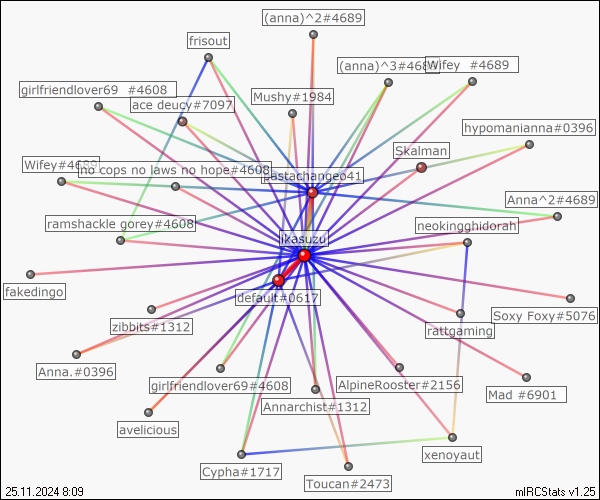 (anna)^2#4689
frisout
(anna)^3#4689
Wifey #4689
girlfriendlover69 #4608
ace deucy#7097
Mushy#1984
hypomanianna#0396
Skalman
Wifey#4689
no cops no laws no hope#4608
Anna^2#4689
ramshackle gorey#4608
neokingghidorah
ikasuzu
fakedingo
default#0617
zibbits#1312
rattgaming
Soxy Foxy#5076
Anna.#0396
girlfriendlover69#4608
AlpineRooster#2156
Mad #6901
Annarchist#1312
avelicious
xenoyaut
Cypha#1717
Toucan#2473
25.11.2024 8:09
mIRCStats v1.25